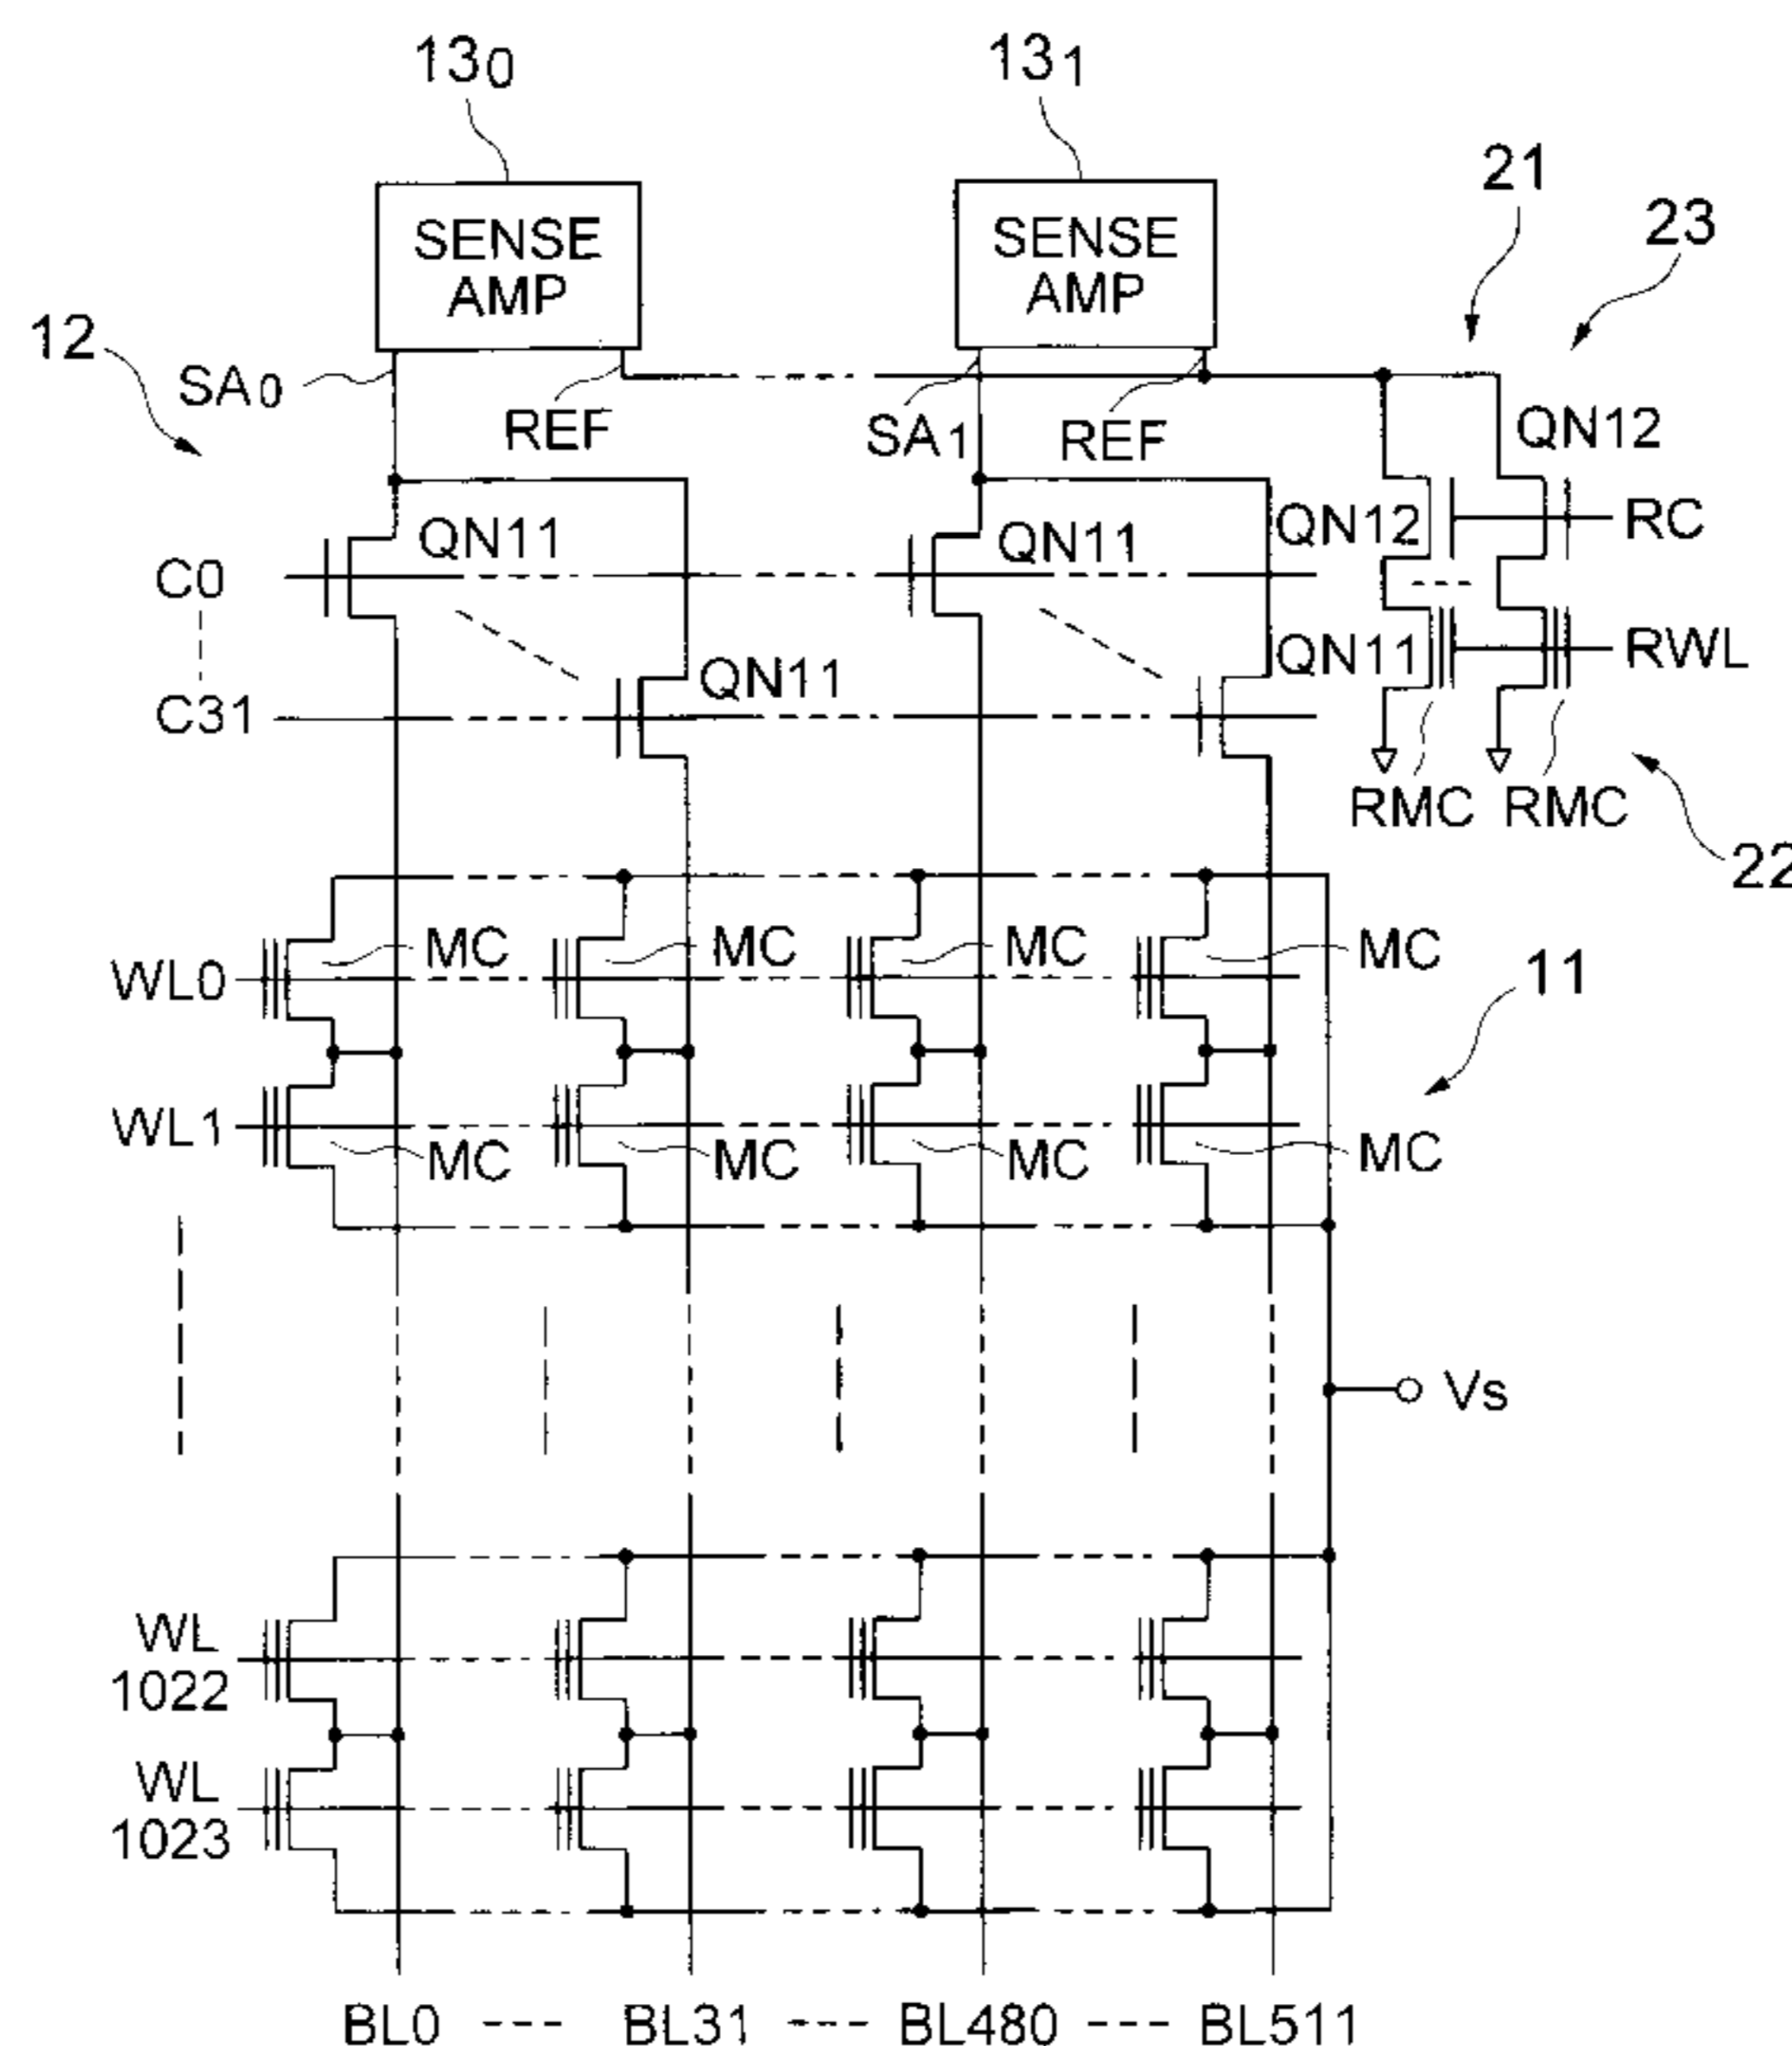 13₀
13₁
21
23
SENSE
AMP
SENSE
AMP
12
SA₀
REF
SA₁
REF
QN12
QN11
QN11
QN12
RC
C0
QN11
QN11
RWL
C31
RMC
RMC
22
MC
MC
MC
MC
WL0
11
WL1
MC
MC
MC
MC
Vs
WL
1022
WL
1023
BL0
BL31
BL480
BL511